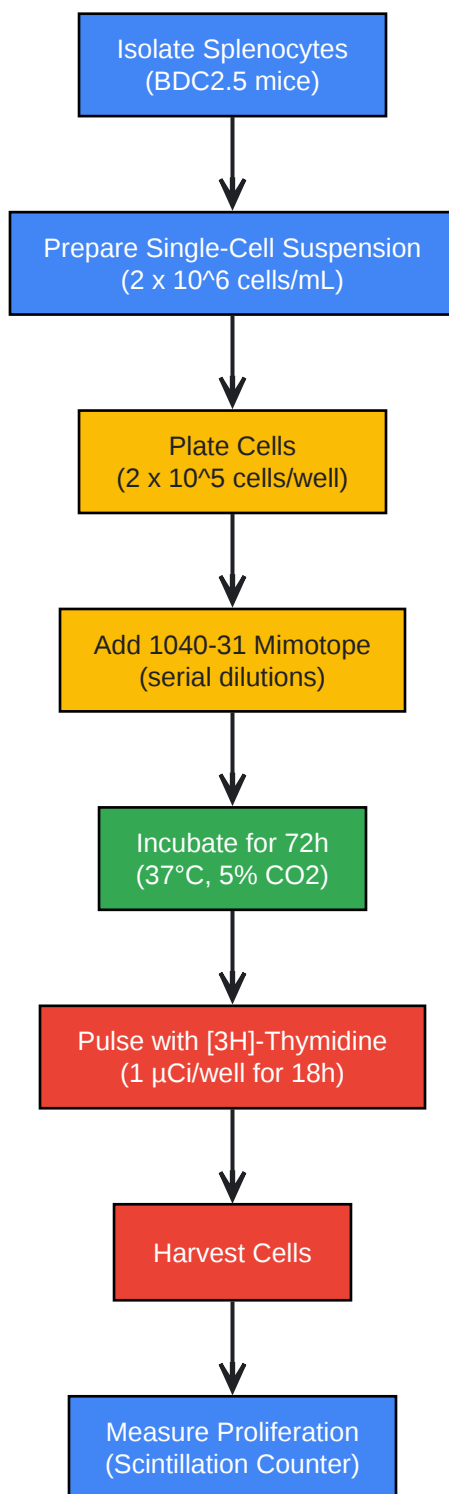 Isolate Splenocytes
(BDC2.5 mice)
Prepare Single-Cell Suspension
(2 x 10^6 cells/mL)
Plate Cells
(2 x 10^5 cells/well)
Add 1040-31 Mimotope
(serial dilutions)
Incubate for 72h
(37°C, 5% CO2)
Pulse with [3H]-Thymidine
(1 µCi/well for 18h)
Harvest Cells
Measure Proliferation
(Scintillation Counter)